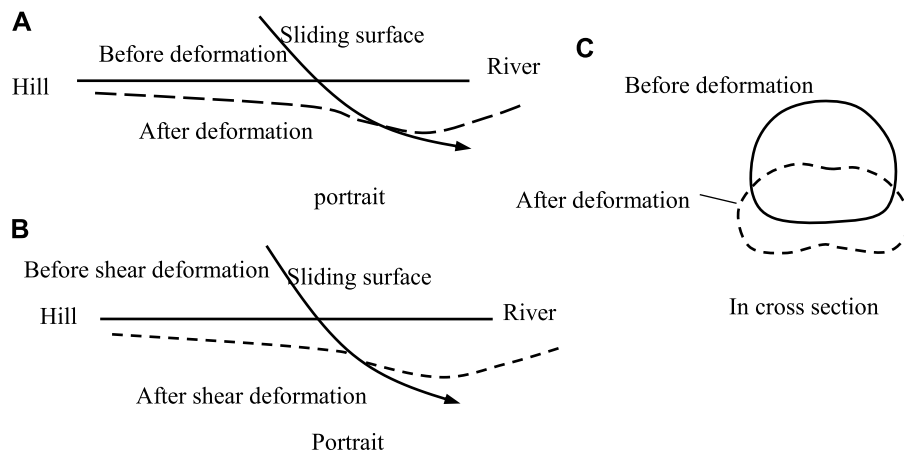 A
Sliding surface
Before deformation
Hill
River
After deformation
portrait
B
Before shear deformation
Sliding surface
Hill
River
After shear deformation
Portrait
C
Before deformation
After deformation
In cross section